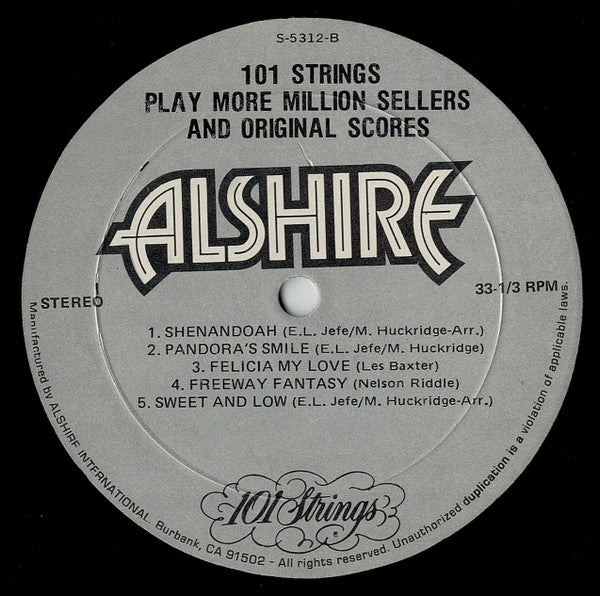 S-5312-B
101 STRINGS
PLAY MORE MILLION SELLERS
AND ORIGINAL SCORES
ALSHIRE
STEREO
33-1/3 RPM
1. SHENANDOAH (E.L. Jefe/M. Huckridge-Arr.)
2. PANDORA'S SMILE (E.L. Jefe/M. Huckridge)
3. FELICIA MY LOVE (Les Baxter)
4. FREEWAY FANTASY (Nelson Riddle)
5. SWEET AND LOW (E.L. Jefe/M. Huckridge-Arr.)
101 Strings
Manufactured by ALSHIRE INTERNATIONAL, Burbank, CA 91502 - All rights reserved. Unauthorized duplication is a violation of applicable laws.